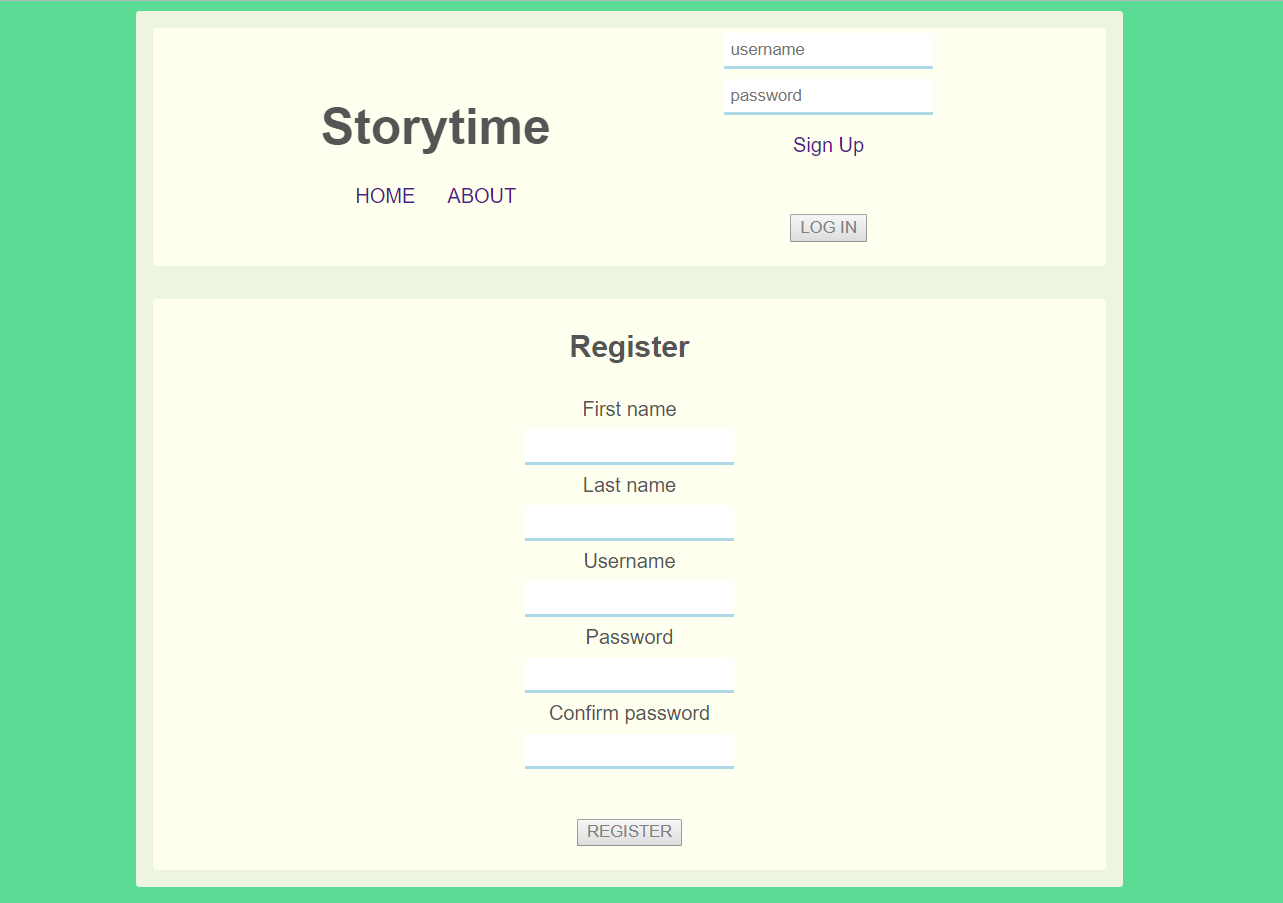 Storytime
HOME ABOUT
username
password
Sign Up
LOG IN
Register
First name
Last name
Username
Password
Confirm password
REGISTER